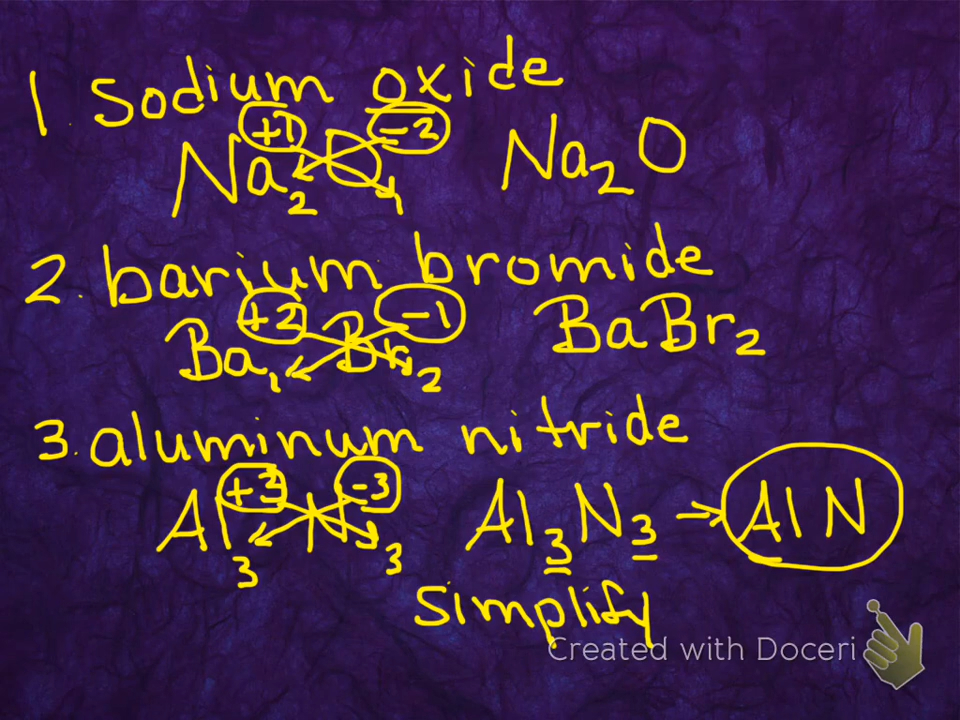 1. Sodium oxide
+1 -2
Na2 O1 Na2O
2. barium bromide
+2 -1
Ba1 Br2 BaBr2
3. aluminum nitride
+3 -3
Al3 N3 Al3N3 → AlN
Simplify
Created with Doceri